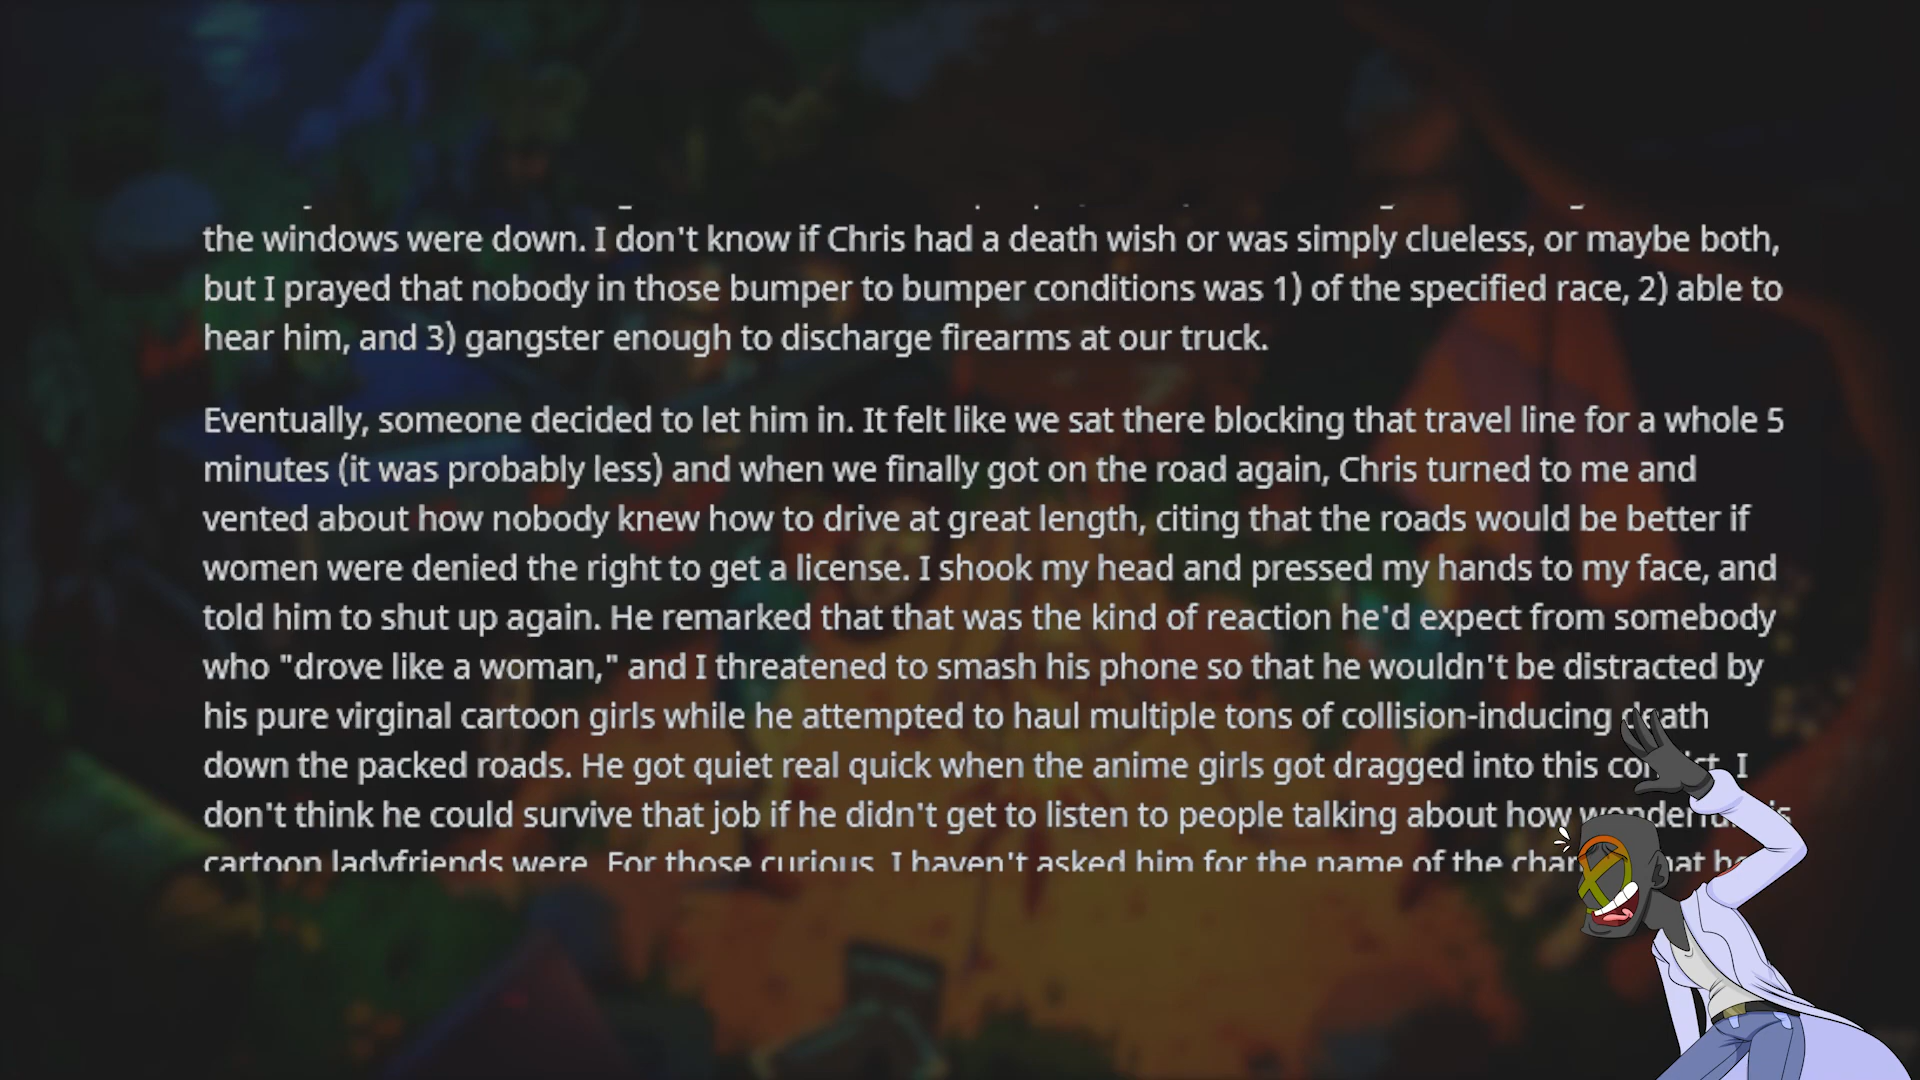 the windows were down. I don't know if Chris had a death wish or was simply clueless, or maybe both,
but I prayed that nobody in those bumper to bumper conditions was 1) of the specified race, 2) able to
hear him, and 3) gangster enough to discharge firearms at our truck.
Eventually, someone decided to let him in. It felt like we sat there blocking that travel line for a whole 5
minutes (it was probably less) and when we finally got on the road again, Chris turned to me and
vented about how nobody knew how to drive at great length, citing that the roads would be better if
women were denied the right to get a license. I shook my head and pressed my hands to my face, and
told him to shut up again. He remarked that that was the kind of reaction he'd expect from somebody
who "drove like a woman," and I threatened to smash his phone so that he wouldn't be distracted by
his pure virginal cartoon girls while he attempted to haul multiple tons of collision-inducing death
down the packed roads. He got quiet real quick when the anime girls got dragged into this I
don't think he could survive that job if he didn't get to listen to people talking about how
cartoon ladyfriends were. For those curious, I haven't asked him for the name of the